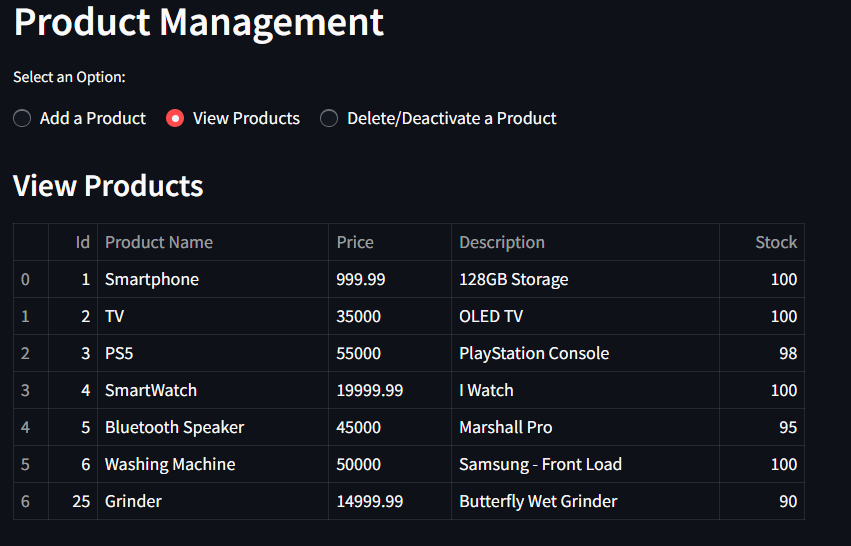 Product Management
Select an Option:
Add a Product View Products Delete/Deactivate a Product
View Products
Id Product Name Price Description Stock
0 1 Smartphone 999.99 128GB Storage 100
1 2 TV 35000 OLED TV 100
2 3 PS5 55000 PlayStation Console 98
3 4 SmartWatch 19999.99 I Watch 100
4 5 Bluetooth Speaker 45000 Marshall Pro 95
5 6 Washing Machine 50000 Samsung - Front Load 100
6 25 Grinder 14999.99 Butterfly Wet Grinder 90